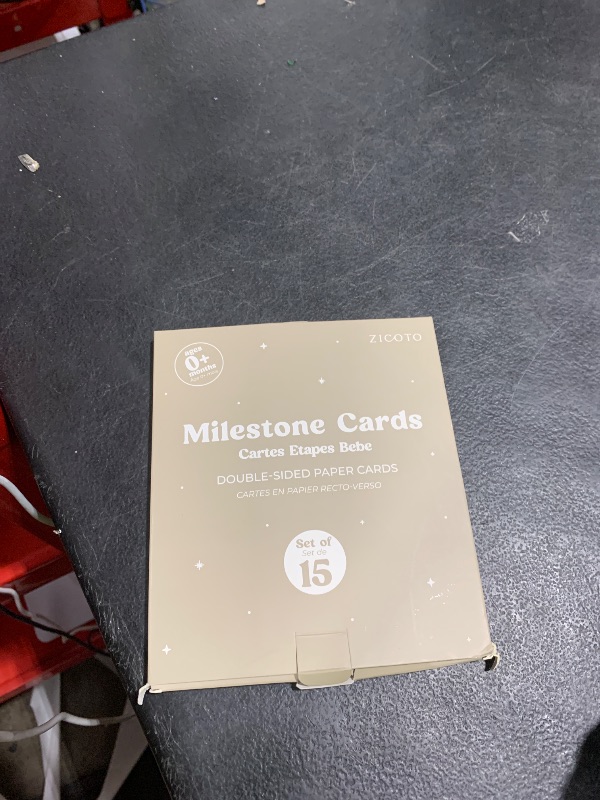 ZICOTO
ages
0+
months
Milestone Cards
Cartes Etapes Bebe
DOUBLE-SIDED PAPER CARDS
CARTES EN PAPIER RECTO-VERSO
Set of
Set de
15